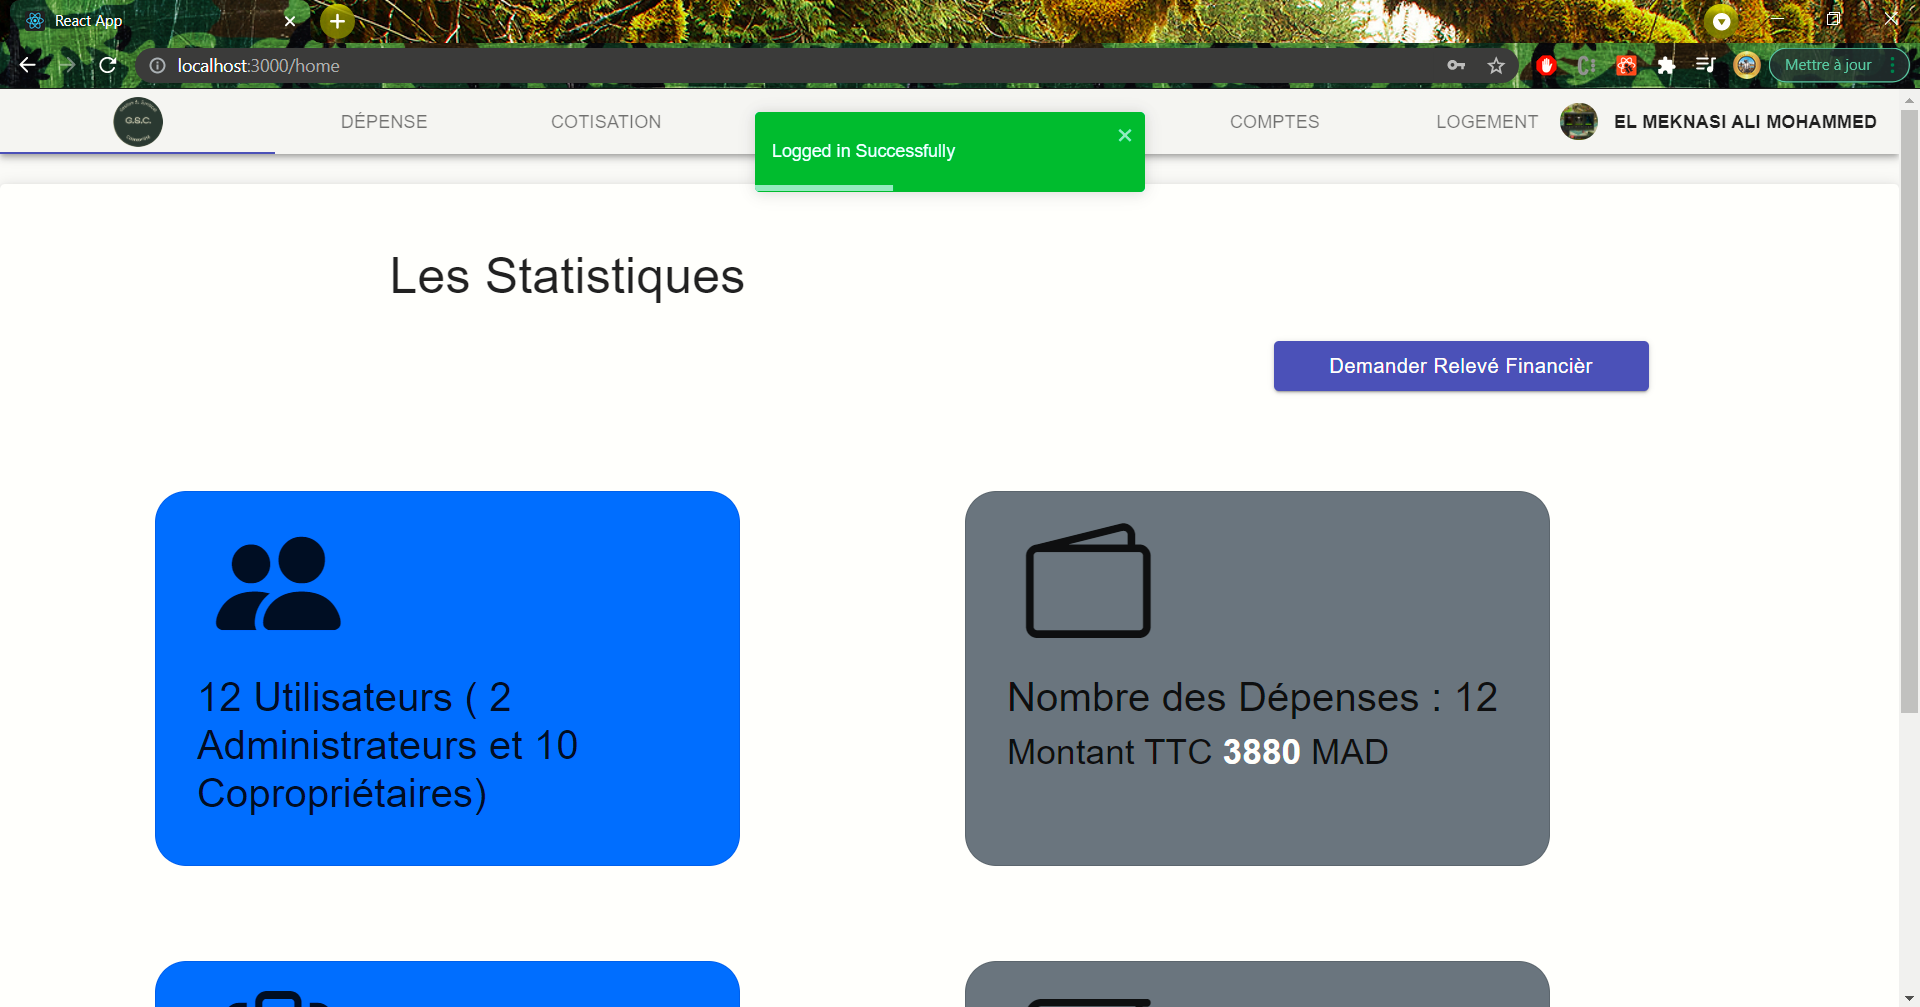 React App
localhost:3000/home
Mettre à jour
G.S.C.
DÉPENSE
COTISATION
COMPTES
LOGEMENT
EL MEKNASI ALI MOHAMMED
Logged in Successfully
Les Statistiques
Demander Relevé Financièr
12 Utilisateurs ( 2
Administrateurs et 10
Copropriétaires)
Nombre des Dépenses : 12
Montant TTC 3880 MAD